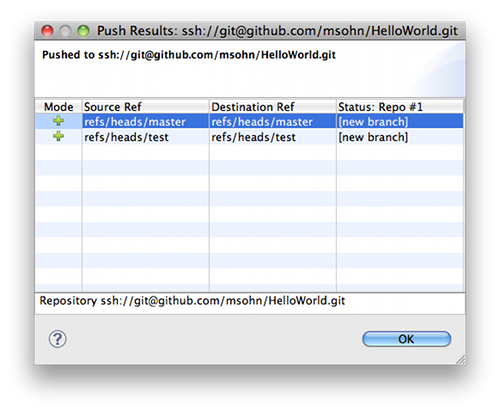 Push Results: ssh://git@github.com/msohn/HelloWorld.git
Pushed to ssh://git@github.com/msohn/HelloWorld.git
Mode Source Ref Destination Ref Status: Repo #1
refs/heads/master refs/heads/master [new branch]
refs/heads/test refs/heads/test [new branch]
Repository ssh://git@github.com/msohn/HelloWorld.git
? OK